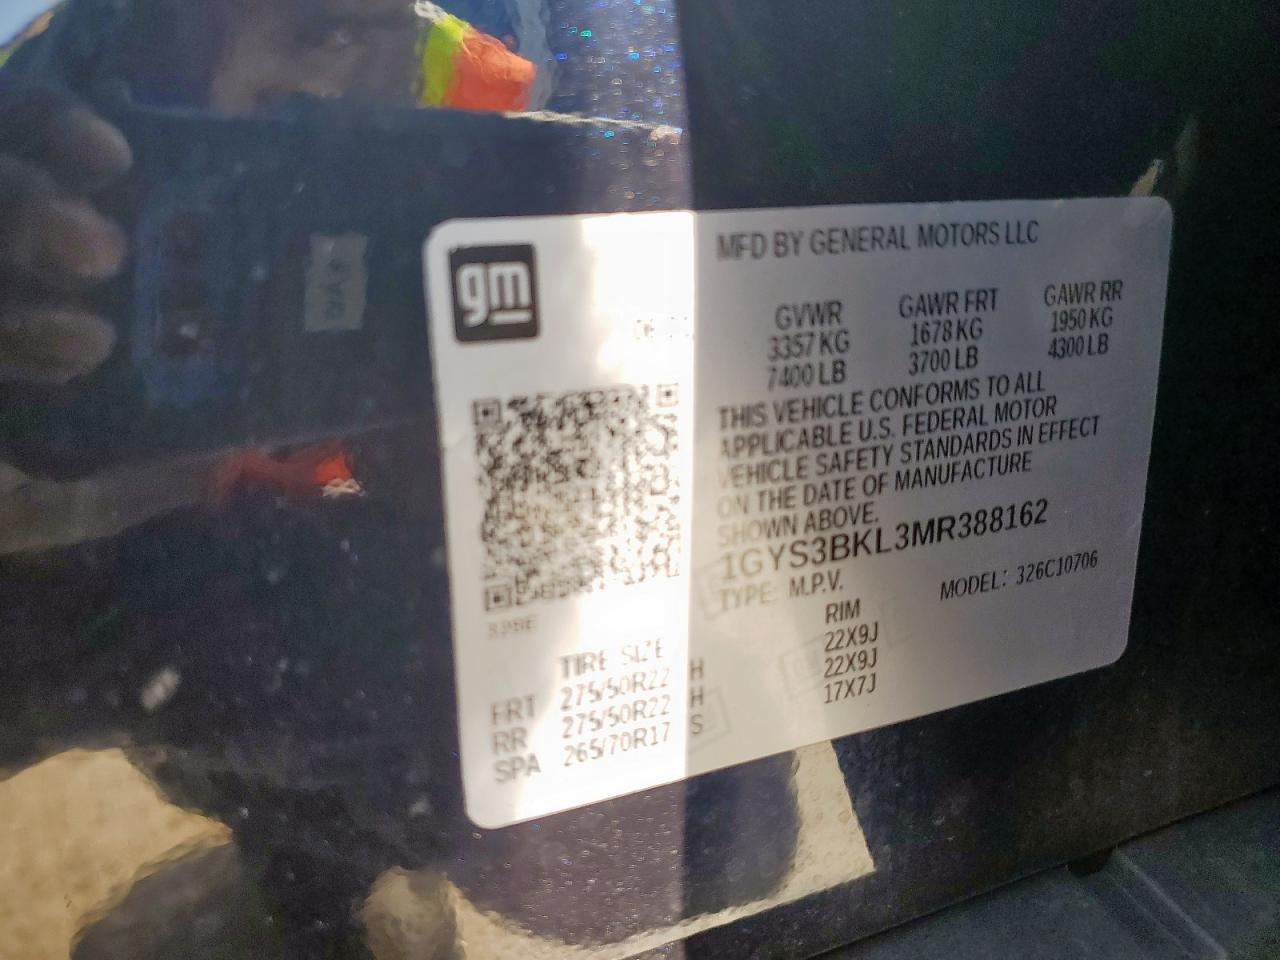 gm
MFD BY GENERAL MOTORS LLC
GVWR GAWR FRT GAWR RR
3357 KG 1678 KG 1950 KG
7400 LB 3700 LB 4300 LB
THIS VEHICLE CONFORMS TO ALL
APPLICABLE U.S. FEDERAL MOTOR
VEHICLE SAFETY STANDARDS IN EFFECT
ON THE DATE OF MANUFACTURE
SHOWN ABOVE.
1GYS3BKL3MR388162
TYPE: M.P.V. MODEL: 326C10706
TIRE SIZE RIM
FRT 275/50R22 H 22X9J
RR 275/50R22 H 22X9J
SPA 265/70R17 S 17X7J